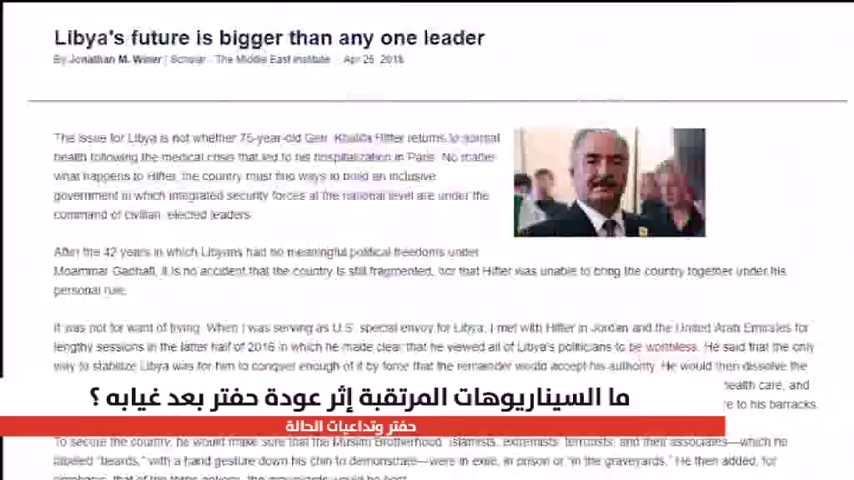 Libya's future is bigger than any one leader
By Jonathan M. Winer | Scholar - The Middle East Institute | Apr 25, 2018
The issue for Libya is not whether 75-year-old Gen. Khalifa Hifter returns to normal
health following the medical crisis that led to his hospitalization in Paris. No matter
what happens to Hifter, the country must find ways to build an inclusive
government in which integrated security forces at the national level are under the
command of civilian, elected leaders.
After the 42 years in which Libyans had no meaningful political freedoms under
Moammar Gadhafi, it is no accident that the country is still fragmented, nor that Hifter was unable to bring the country together under his
personal rule.
It was not for want of trying. When I was serving as U.S. special envoy for Libya, I met with Hifter in Jordan and the United Arab Emirates for
lengthy sessions in the latter half of 2016 in which he made clear that he viewed all of Libya's politicians to be worthless. He said that the only
way to stabilize Libya was for him to conquer enough of it by force that the remainder would accept his authority. He would then dissolve the
health care, and
re to his barracks.
ما السيناريوهات المرتقبة إثر عودة حفتر بعد غيابه ؟
حفتر وتداعيات الحالة
To secure the country, he would make sure that the Muslim Brotherhood, Islamists, extremists, terrorists, and their associates—which he
labeled "beards," with a hand gesture down his chin to demonstrate—were in exile, in prison or "in the graveyards." He then added, for